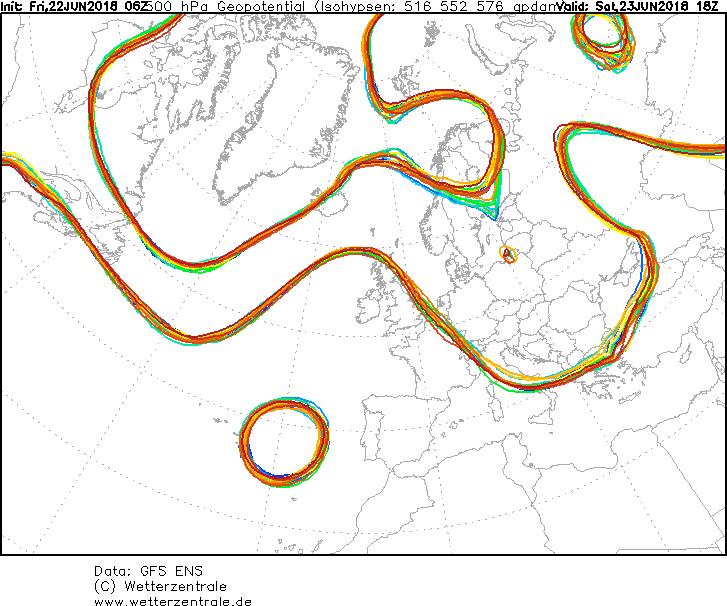 Init: Fri,22JUN2018 06Z 500 hPa Geopotential (Isohypsen: 516 552 576 gpdam) Valid: Sat,23JUN2018 18Z
Data: GFS ENS
(C) Wetterzentrale
www.wetterzentrale.de